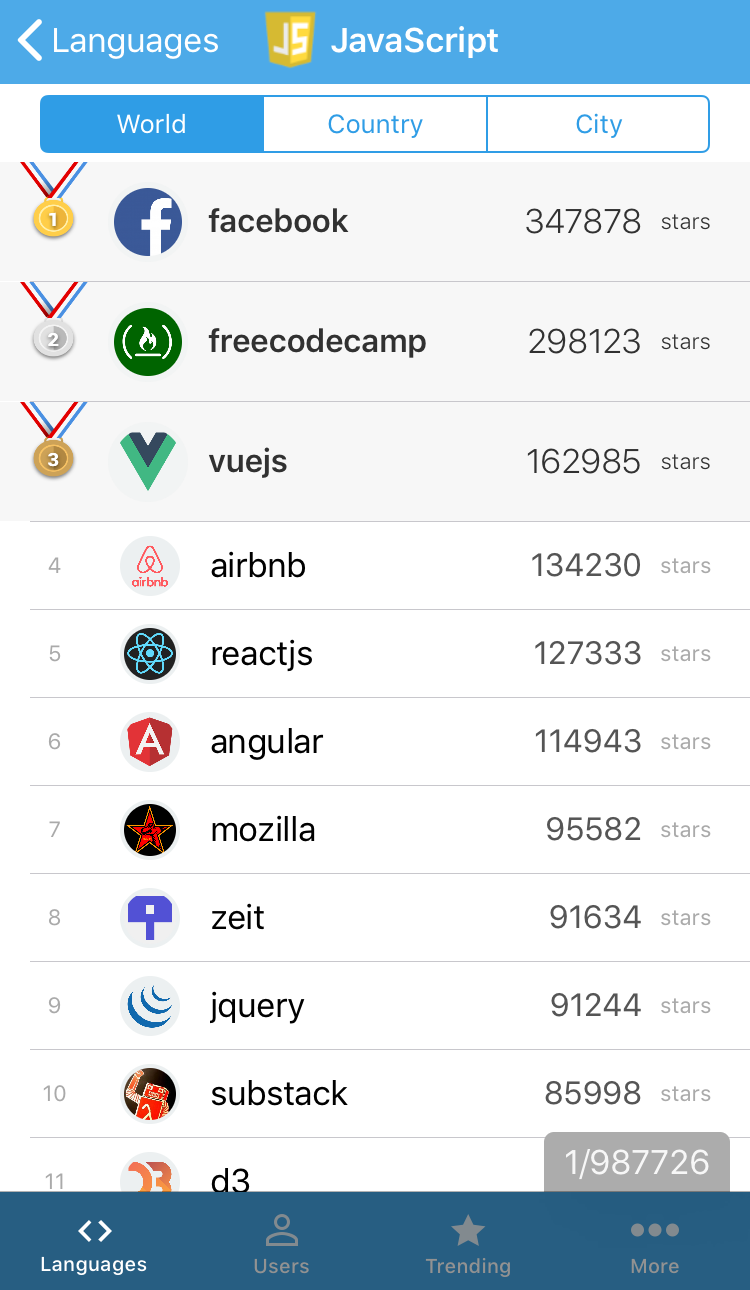 Languages JS JavaScript
World Country City
1 facebook 347878 stars
2 freecodecamp 298123 stars
3 vuejs 162985 stars
4 airbnb airbnb 134230 stars
5 reactjs 127333 stars
6 angular 114943 stars
7 mozilla 95582 stars
8 zeit 91634 stars
9 jquery 91244 stars
10 substack 85998 stars
11 d3
1/987726
Languages Users Trending More